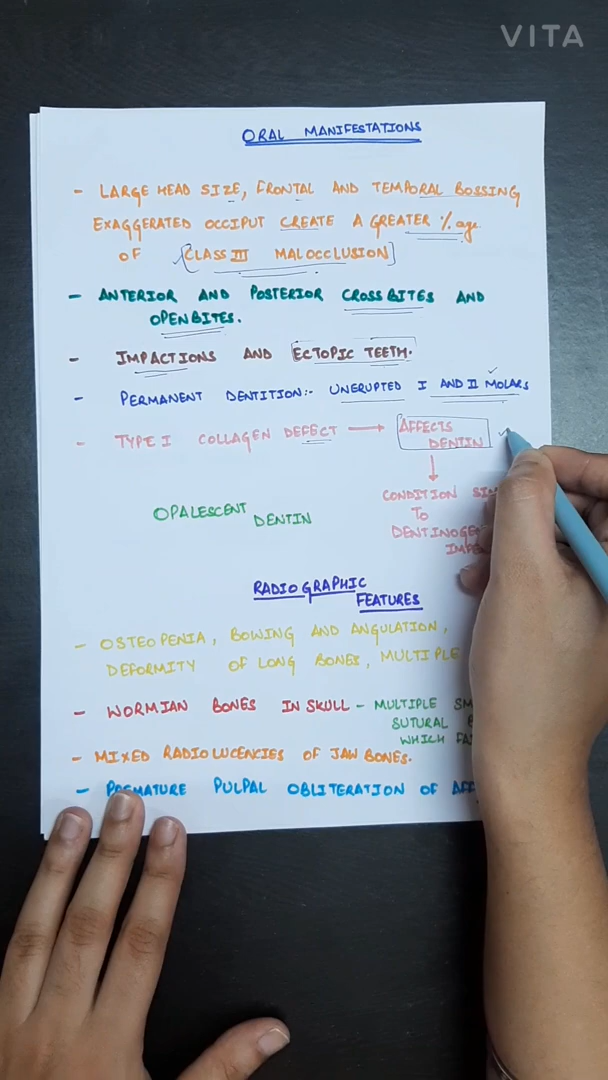 VITA
ORAL MANIFESTATIONS
- LARGE HEAD SIZE, FRONTAL AND TEMPORAL BOSSING
EXAGGERATED OCCIPUT CREATE A GREATER %age
OF [CLASS III MALOCCLUSION]
- ANTERIOR AND POSTERIOR CROSSBITES AND
OPENBITES.
- IMPACTIONS AND ECTOPIC TEETH.
- PERMANENT DENTITION:- UNERUPTED I AND II MOLARS
- TYPE I COLLAGEN DEFECT → AFFECTS
DENTIN
↓
CONDITION
TO
OPALESCENT DENTIN
RADIOGRAPHIC
FEATURES
- OSTEOPENIA, BOWING AND ANGULATION,
DEFORMITY OF LONG BONES, MULTIPLE
- WORMIAN BONES IN SKULL - MULTIPLE
SUTURAL
WHICH
- MIXED RADIOLUCENCIES OF JAW BONES.
- PREMATURE PULPAL OBLITERATION OF